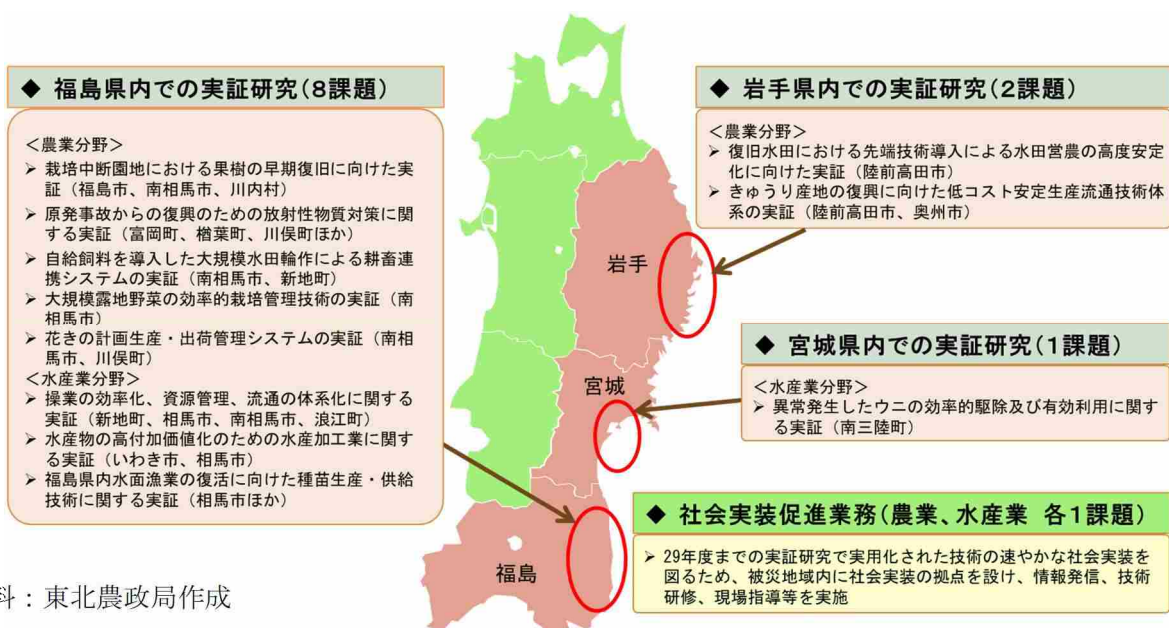 ◆ 福島県内での実証研究(8課題)
<農業分野>
➢ 栽培中断園地における果樹の早期復旧に向けた実
証（福島市、南相馬市、川内村）
➢ 原発事故からの復興のための放射性物質対策に関
する実証（富岡町、楢葉町、川俣町ほか）
➢ 自給飼料を導入した大規模水田輪作による耕畜連
携システムの実証（南相馬市、新地町）
➢ 大規模露地野菜の効率的栽培管理技術の実証（南
相馬市）
➢ 花きの計画生産・出荷管理システムの実証（南相
馬市、川俣町）
<水産業分野>
➢ 操業の効率化、資源管理、流通の体系化に関する
実証（新地町、相馬市、南相馬市、浪江町）
➢ 水産物の高付加価値化のための水産加工業に関す
る実証（いわき市、相馬市）
➢ 福島県内水面漁業の復活に向けた種苗生産・供給
技術に関する実証（相馬市ほか）
岩手
宮城
福島
◆ 岩手県内での実証研究(2課題)
<農業分野>
➢ 復旧水田における先端技術導入による水田営農の高度安定
化に向けた実証（陸前高田市）
➢ きゅうり産地の復興に向けた低コスト安定生産流通技術体
系の実証（陸前高田市、奥州市）
◆ 宮城県内での実証研究(1課題)
<水産業分野>
➢ 異常発生したウニの効率的駆除及び有効利用に関す
る実証（南三陸町）
◆ 社会実装促進業務(農業、水産業 各1課題)
➢ 29年度までの実証研究で実用化された技術の速やかな社会実装を
図るため、被災地域内に社会実装の拠点を設け、情報発信、技術
研修、現場指導等を実施
料：東北農政局作成